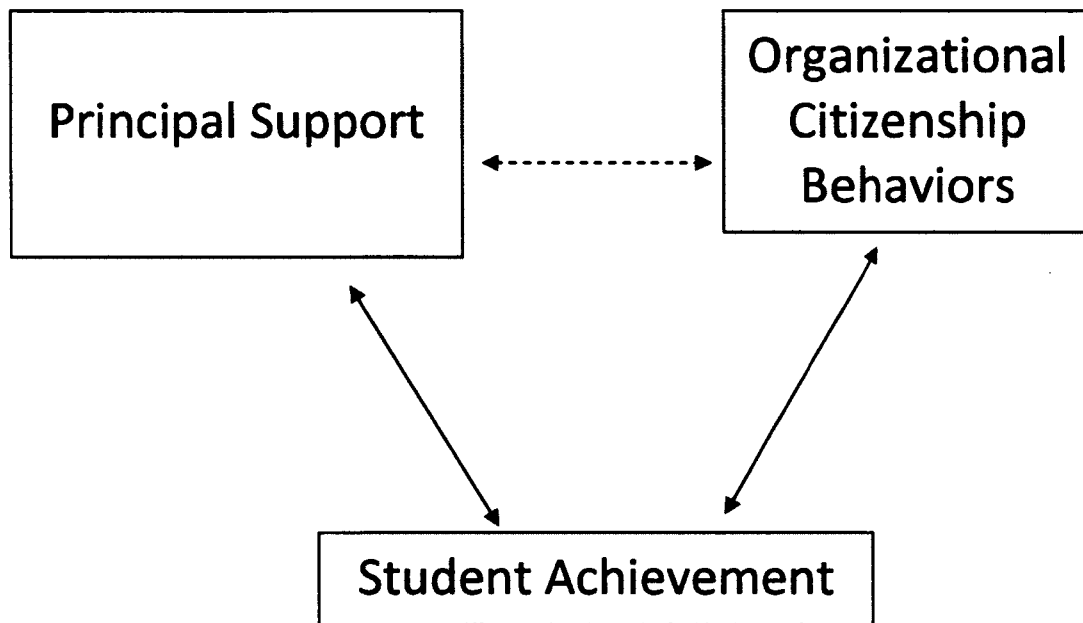 Principal Support
Organizational
Citizenship
Behaviors
Student Achievement